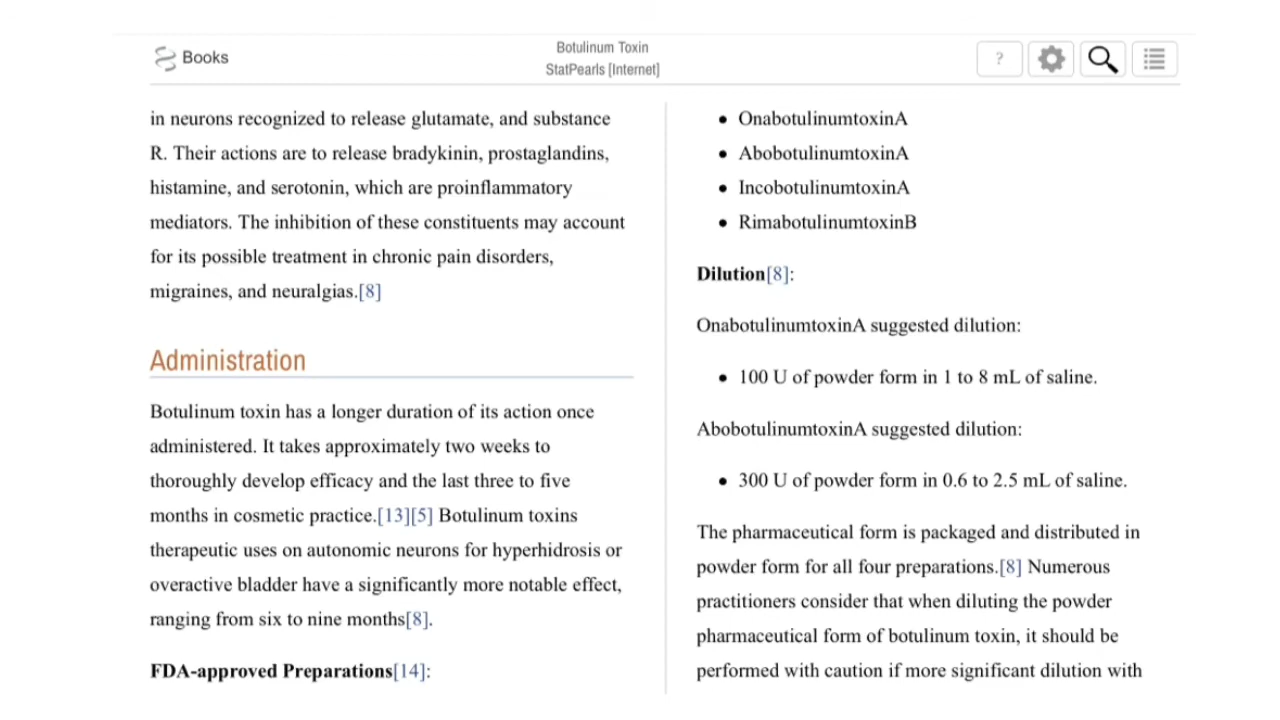 Books
Botulinum Toxin
StatPearls [Internet]
?
in neurons recognized to release glutamate, and substance
R. Their actions are to release bradykinin, prostaglandins,
histamine, and serotonin, which are proinflammatory
mediators. The inhibition of these constituents may account
for its possible treatment in chronic pain disorders,
migraines, and neuralgias.[8]
Administration
Botulinum toxin has a longer duration of its action once
administered. It takes approximately two weeks to
thoroughly develop efficacy and the last three to five
months in cosmetic practice.[13][5] Botulinum toxins
therapeutic uses on autonomic neurons for hyperhidrosis or
overactive bladder have a significantly more notable effect,
ranging from six to nine months[8].
FDA-approved Preparations[14]:
• OnabotulinumtoxinA
• AbobotulinumtoxinA
• IncobotulinumtoxinA
• RimabotulinumtoxinB
Dilution[8]:
OnabotulinumtoxinA suggested dilution:
• 100 U of powder form in 1 to 8 mL of saline.
AbobotulinumtoxinA suggested dilution:
• 300 U of powder form in 0.6 to 2.5 mL of saline.
The pharmaceutical form is packaged and distributed in
powder form for all four preparations.[8] Numerous
practitioners consider that when diluting the powder
pharmaceutical form of botulinum toxin, it should be
performed with caution if more significant dilution with